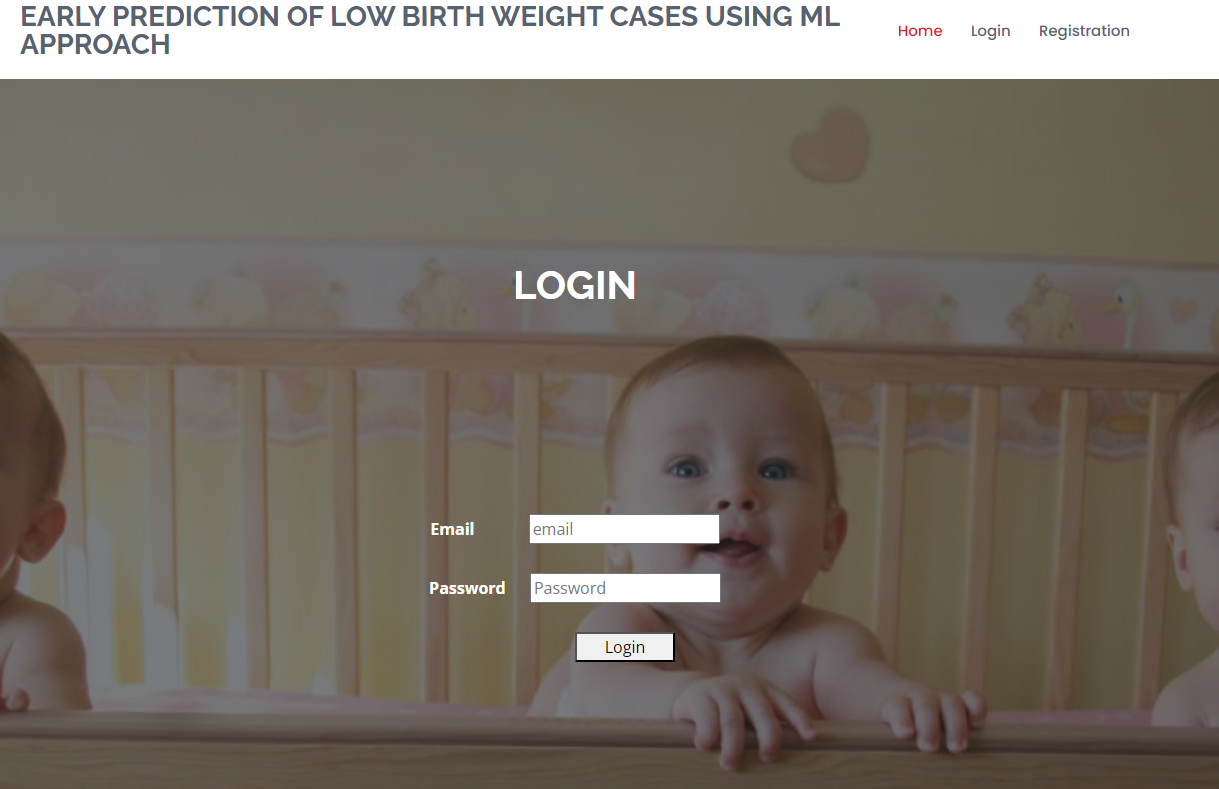 EARLY PREDICTION OF LOW BIRTH WEIGHT CASES USING ML
APPROACH
Home Login Registration
LOGIN
Email email
Password Password
Login